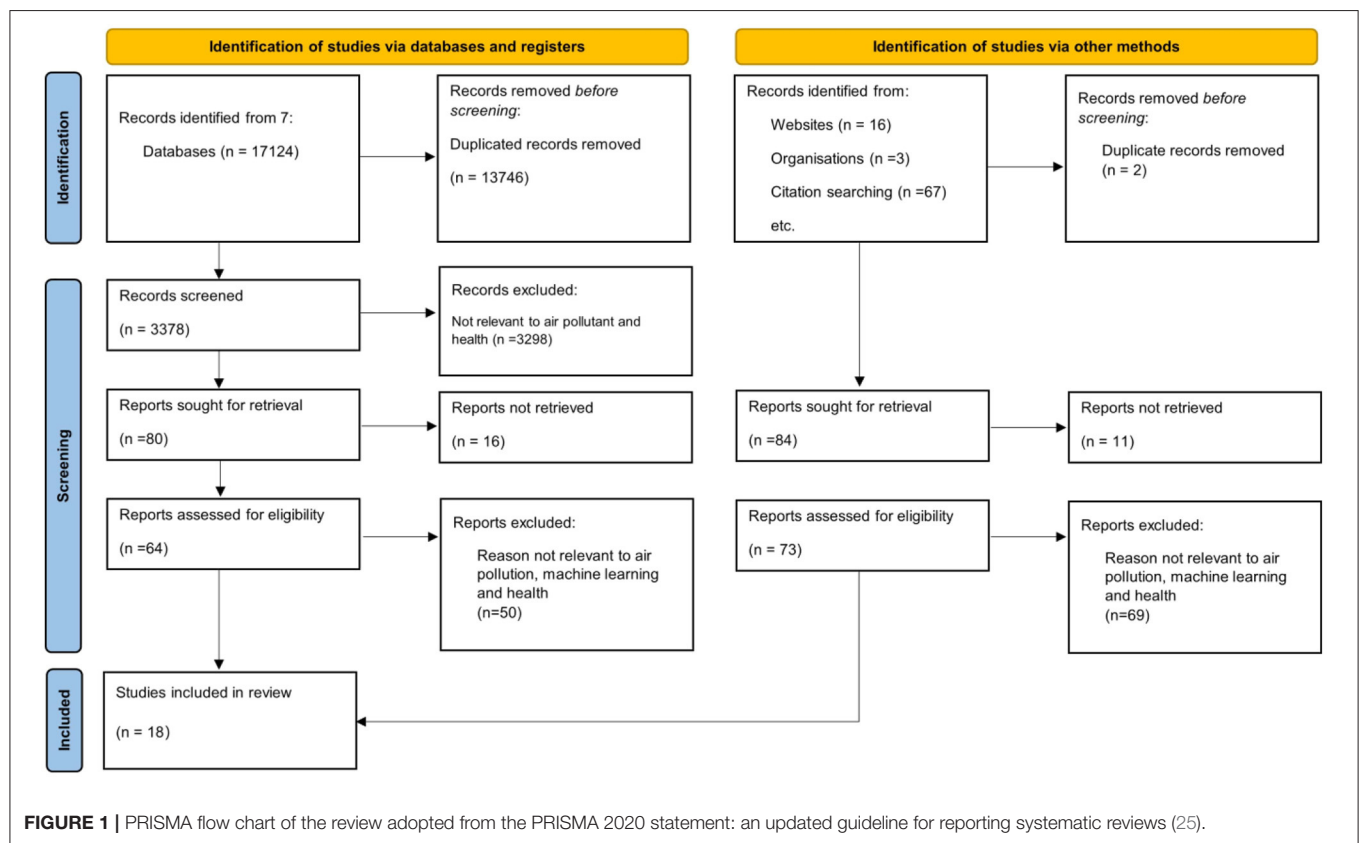 Identification of studies via databases and registers
Identification of studies via other methods
Identification
Records identified from 7:
Databases (n = 17124)
Records removed before
screening:
Duplicated records removed
(n = 13746)
Records identified from:
Websites (n = 16)
Organisations (n =3)
Citation searching (n =67)
etc.
Records removed before
screening:
Duplicate records removed
(n = 2)
Screening
Records screened
(n = 3378)
Records excluded:
Not relevant to air pollutant and
health (n =3298)
Reports sought for retrieval
(n =80)
Reports not retrieved
(n = 16)
Reports sought for retrieval
(n =84)
Reports not retrieved
(n = 11)
Reports assessed for eligibility
(n =64)
Reports excluded:
Reason not relevant to air
pollution, machine learning
and health
(n=50)
Reports assessed for eligibility
(n = 73)
Reports excluded:
Reason not relevant to air
pollution, machine learning
and health
(n=69)
Included
Studies included in review
(n = 18)
FIGURE 1 | PRISMA flow chart of the review adopted from the PRISMA 2020 statement: an updated guideline for reporting systematic reviews (25).